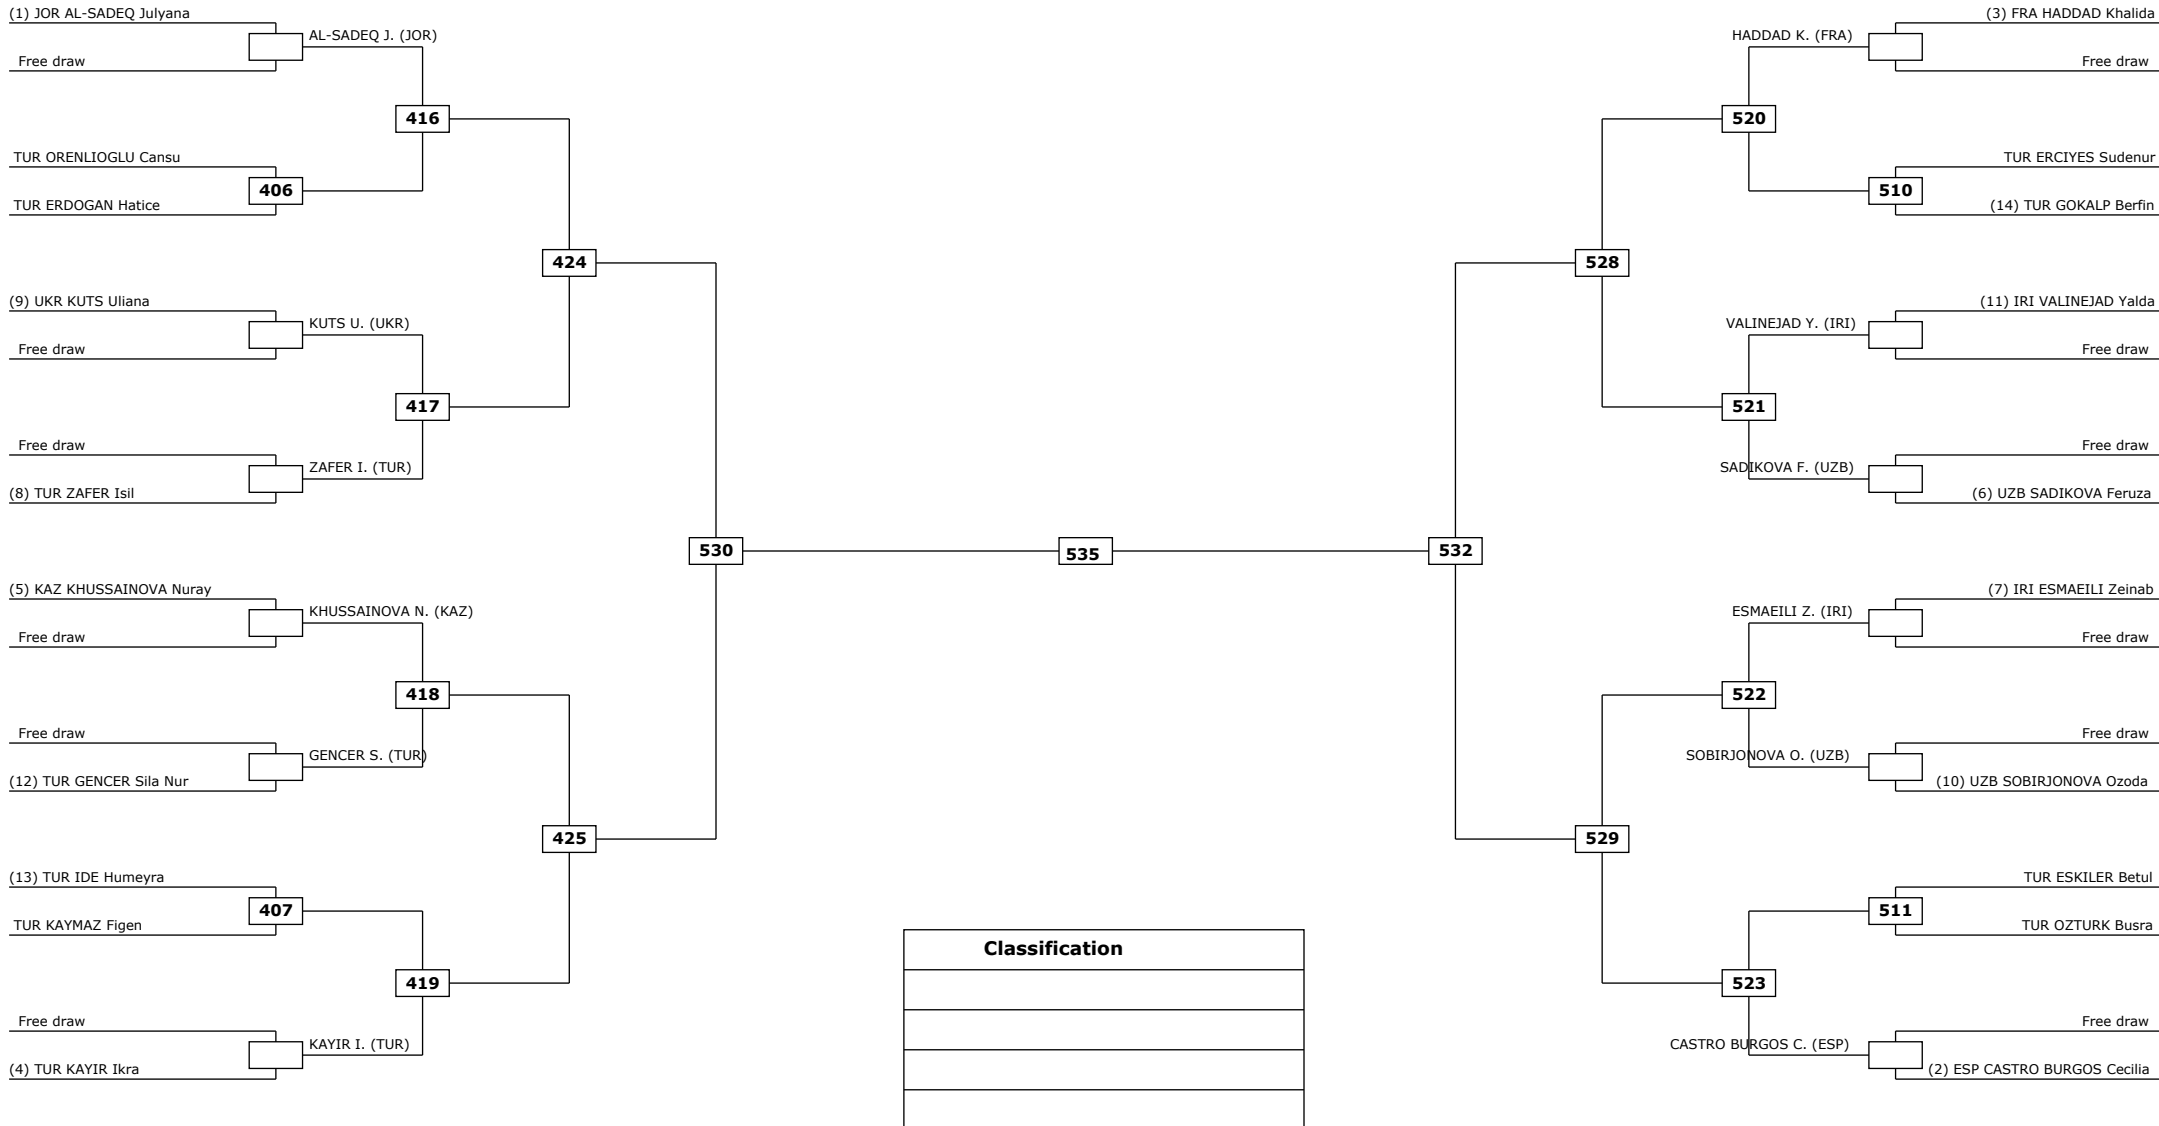 (1) JOR AL-SADEQ Julyana
AL-SADEQ J. (JOR)
Free draw
416
TUR ORENLIOGLU Cansu
406
TUR ERDOGAN Hatice
424
(9) UKR KUTS Uliana
KUTS U. (UKR)
Free draw
417
Free draw
ZAFER I. (TUR)
(8) TUR ZAFER Isil
530
(5) KAZ KHUSSAINOVA Nuray
KHUSSAINOVA N. (KAZ)
Free draw
418
Free draw
GENCER S. (TUR)
(12) TUR GENCER Sila Nur
425
(13) TUR IDE Humeyra
407
TUR KAYMAZ Figen
419
Free draw
KAYIR I. (TUR)
(4) TUR KAYIR Ikra
535
(3) FRA HADDAD Khalida
HADDAD K. (FRA)
Free draw
520
TUR ERCIYES Sudenur
510
(14) TUR GOKALP Berfin
528
(11) IRI VALINEJAD Yalda
VALINEJAD Y. (IRI)
Free draw
521
Free draw
SADIKOVA F. (UZB)
(6) UZB SADIKOVA Feruza
532
(7) IRI ESMAEILI Zeinab
ESMAEILI Z. (IRI)
Free draw
522
Free draw
SOBIRJONOVA O. (UZB)
(10) UZB SOBIRJONOVA Ozoda
529
TUR ESKILER Betul
511
TUR OZTURK Busra
523
Free draw
CASTRO BURGOS C. (ESP)
(2) ESP CASTRO BURGOS Cecilia
Classification